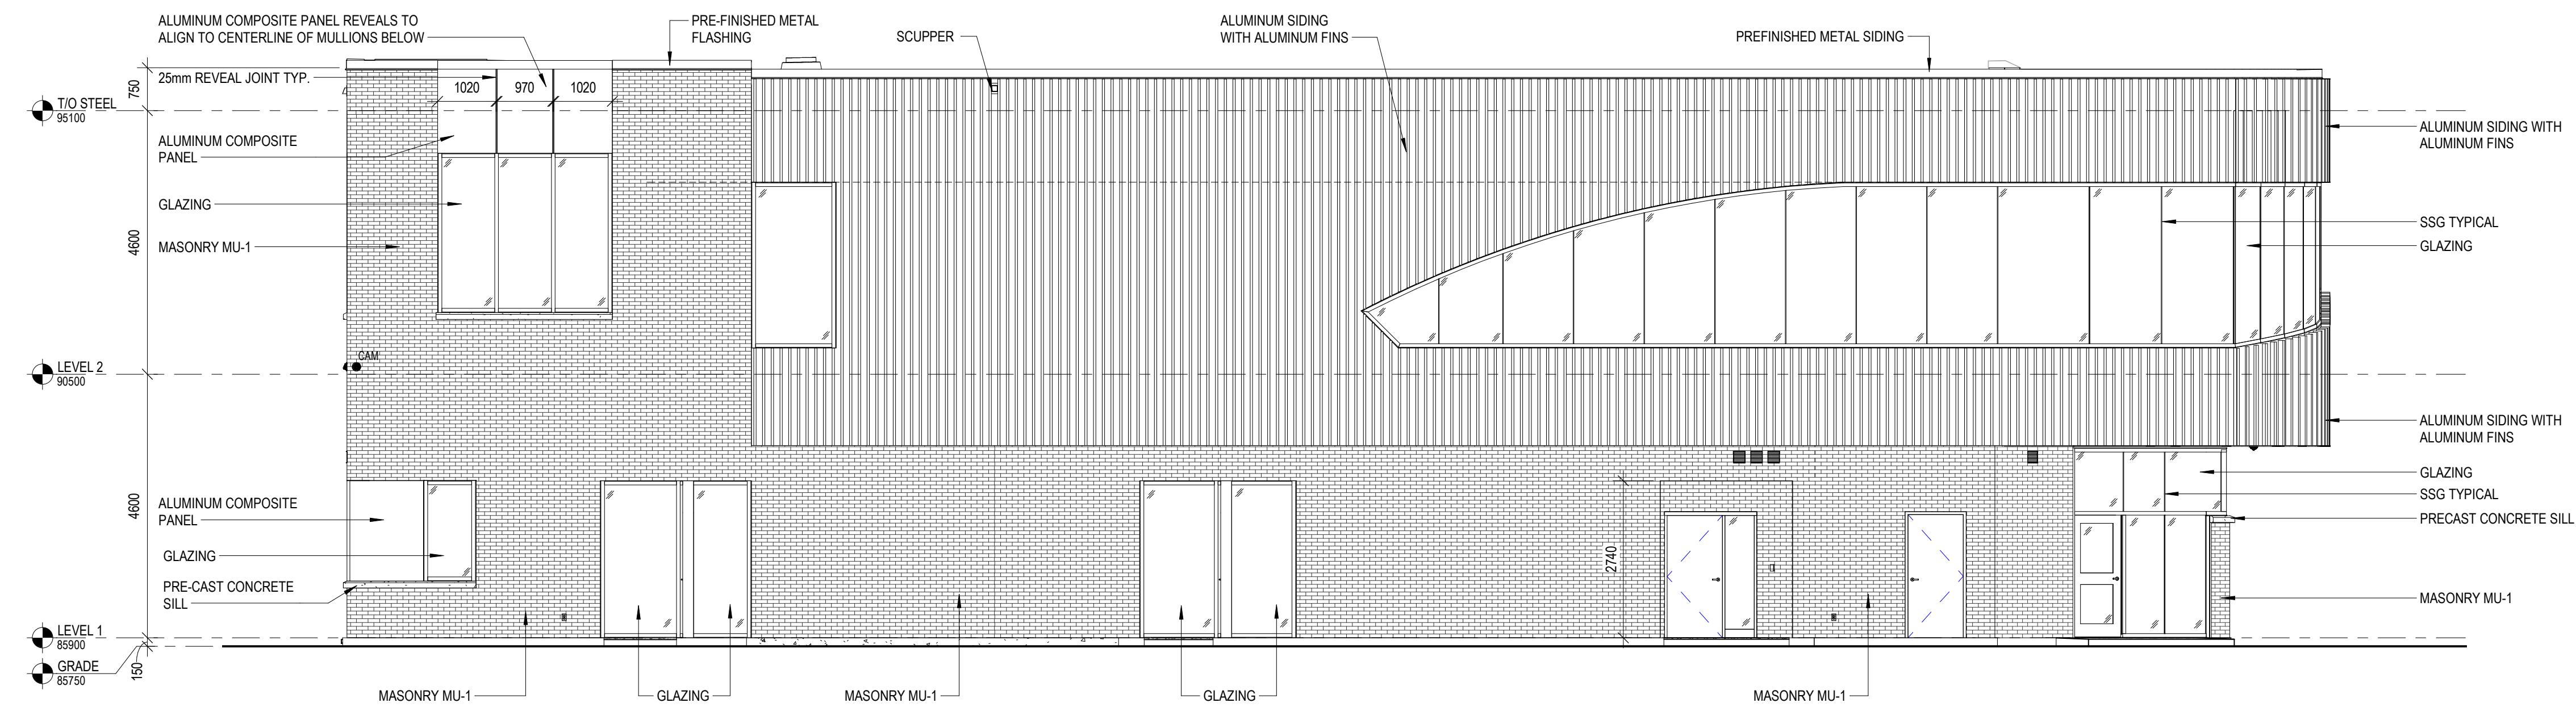 ALUMINUM COMPOSITE PANEL REVEALS TO
ALIGN TO CENTERLINE OF MULLIONS BELOW
PRE-FINISHED METAL
FLASHING
SCUPPER
ALUMINUM SIDING
WITH ALUMINUM FINS
PREFINISHED METAL SIDING
25mm REVEAL JOINT TYP.
750
1020
970
1020
T/O STEEL
95100
ALUMINUM COMPOSITE
PANEL
ALUMINUM SIDING WITH
ALUMINUM FINS
GLAZING
SSG TYPICAL
4600
MASONRY MU-1
GLAZING
CAM
LEVEL 2
90500
ALUMINUM SIDING WITH
ALUMINUM FINS
GLAZING
SSG TYPICAL
4600
ALUMINUM COMPOSITE
PANEL
PRECAST CONCRETE SILL
GLAZING
2740
PRE-CAST CONCRETE
SILL
MASONRY MU-1
LEVEL 1
85900
GRADE
85750
150
MASONRY MU-1
GLAZING
MASONRY MU-1
GLAZING
MASONRY MU-1